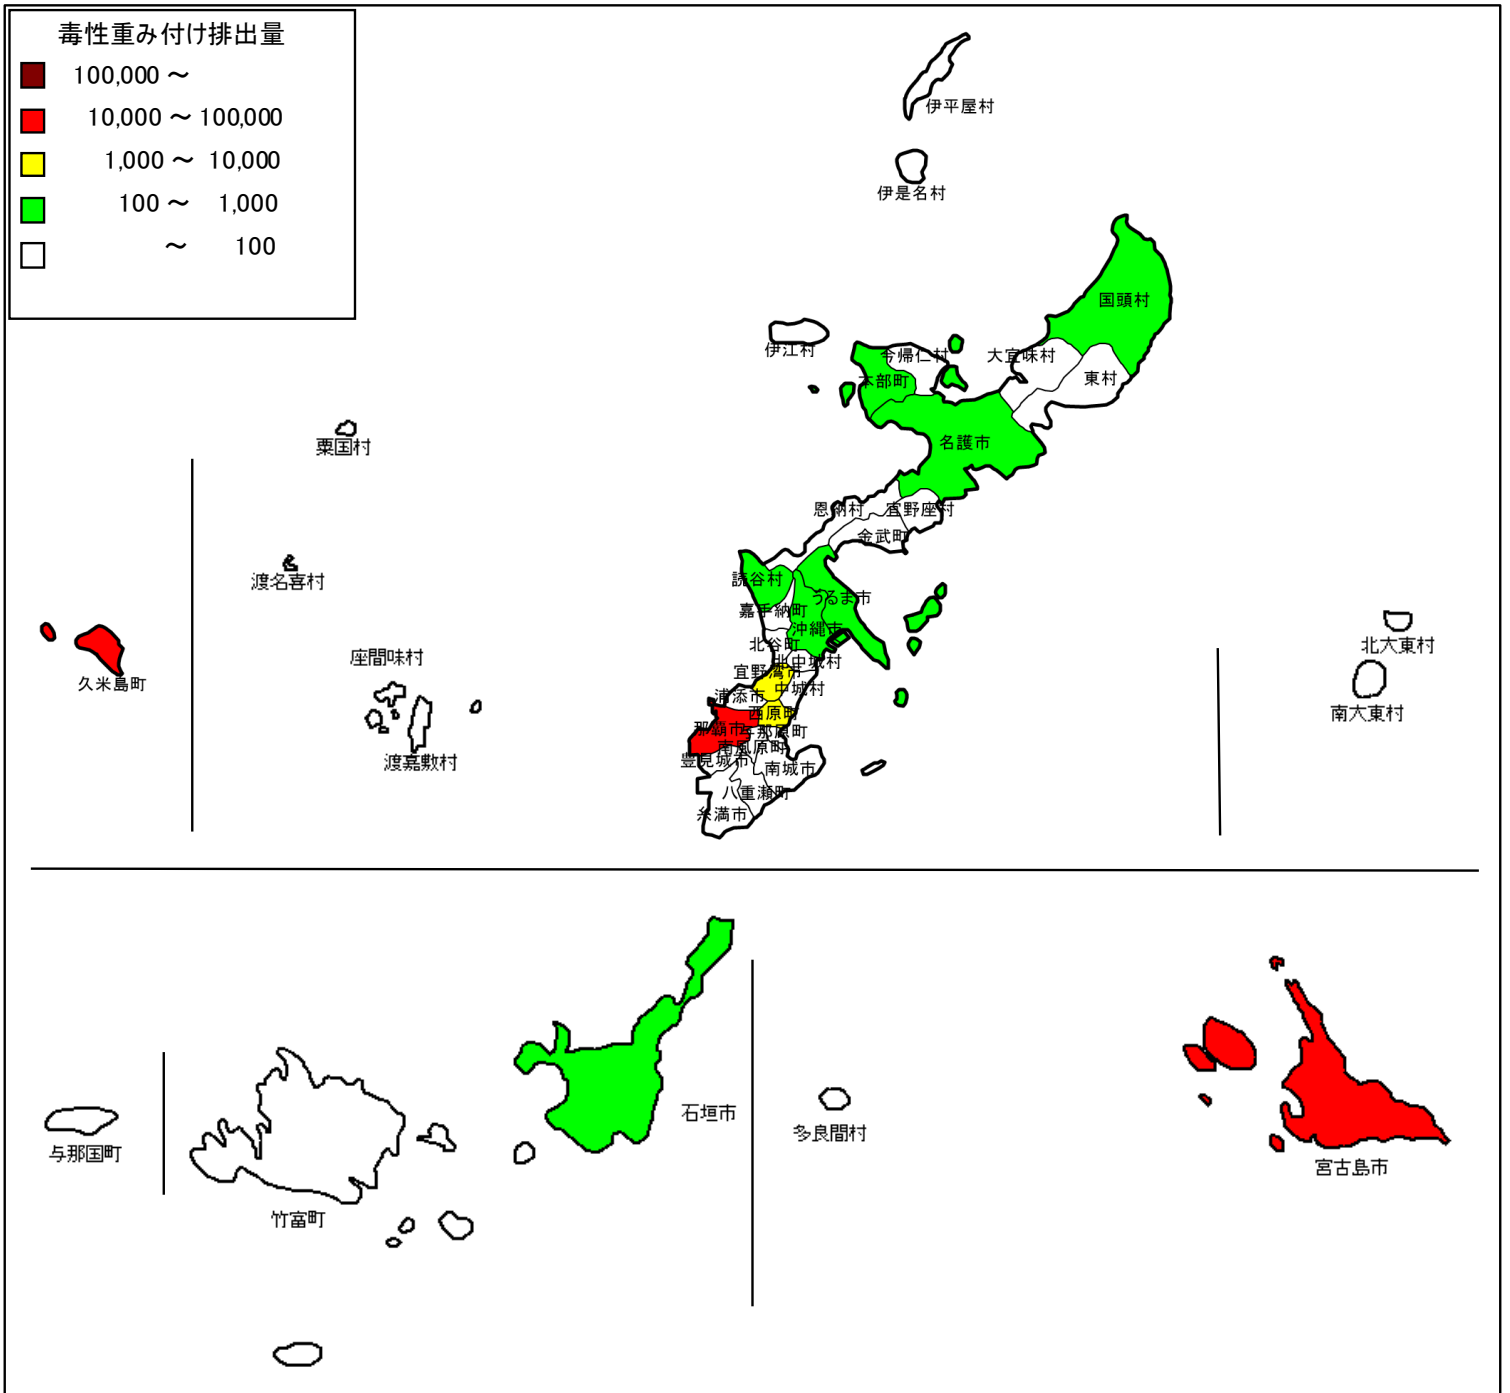 毒性重み付け排出量
100,000 ～
10,000 ～ 100,000
1,000 ～ 10,000
100 ～ 1,000
～ 100
伊平屋村
伊是名村
国頭村
伊江村
今帰仁村
大宜味村
本部町
東村
名護市
粟国村
恩納村
宜野座村
金武町
渡名喜村
読谷村
うるま市
嘉手納町
沖縄市
北谷町
北中城村
宜野湾市
中城村
浦添市
西原町
那覇市
与那原町
南風原町
豊見城市
南城市
八重瀬町
糸満市
久米島町
座間味村
渡嘉敷村
北大東村
南大東村
石垣市
与那国町
竹富町
多良間村
宮古島市